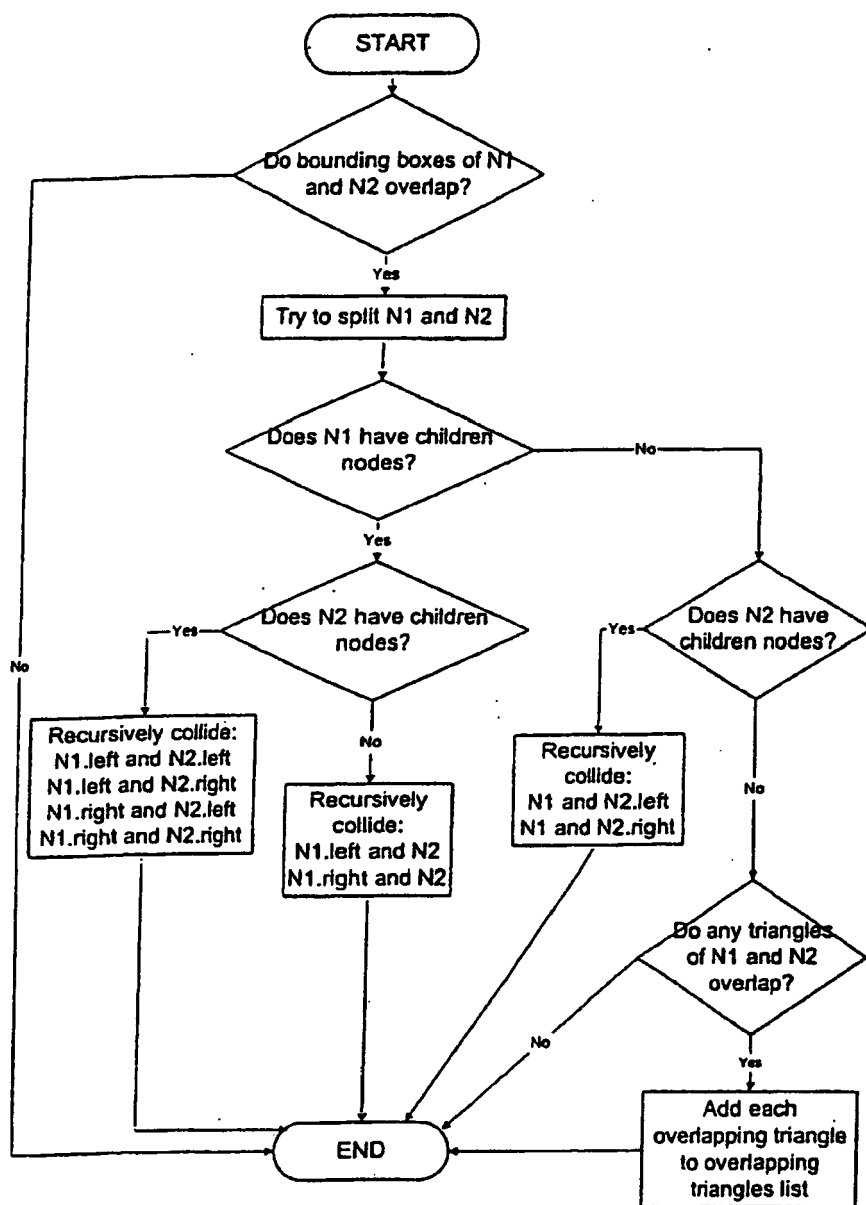 START
Do bounding boxes of N1
and N2 overlap?
Yes
Try to split N1 and N2
Does N1 have children
nodes?
No
Yes
Does N2 have children
nodes?
Yes
Does N2 have
children nodes?
Yes
No
Recursively collide:
N1.left and N2.left
N1.left and N2.right
N1.right and N2.left
N1.right and N2.right
No
Recursively
collide:
N1.left and N2
N1.right and N2
Recursively
collide:
N1 and N2.left
N1 and N2.right
No
Do any triangles
of N1 and N2
overlap?
No
Yes
Add each
overlapping triangle
to overlapping
triangles list
END